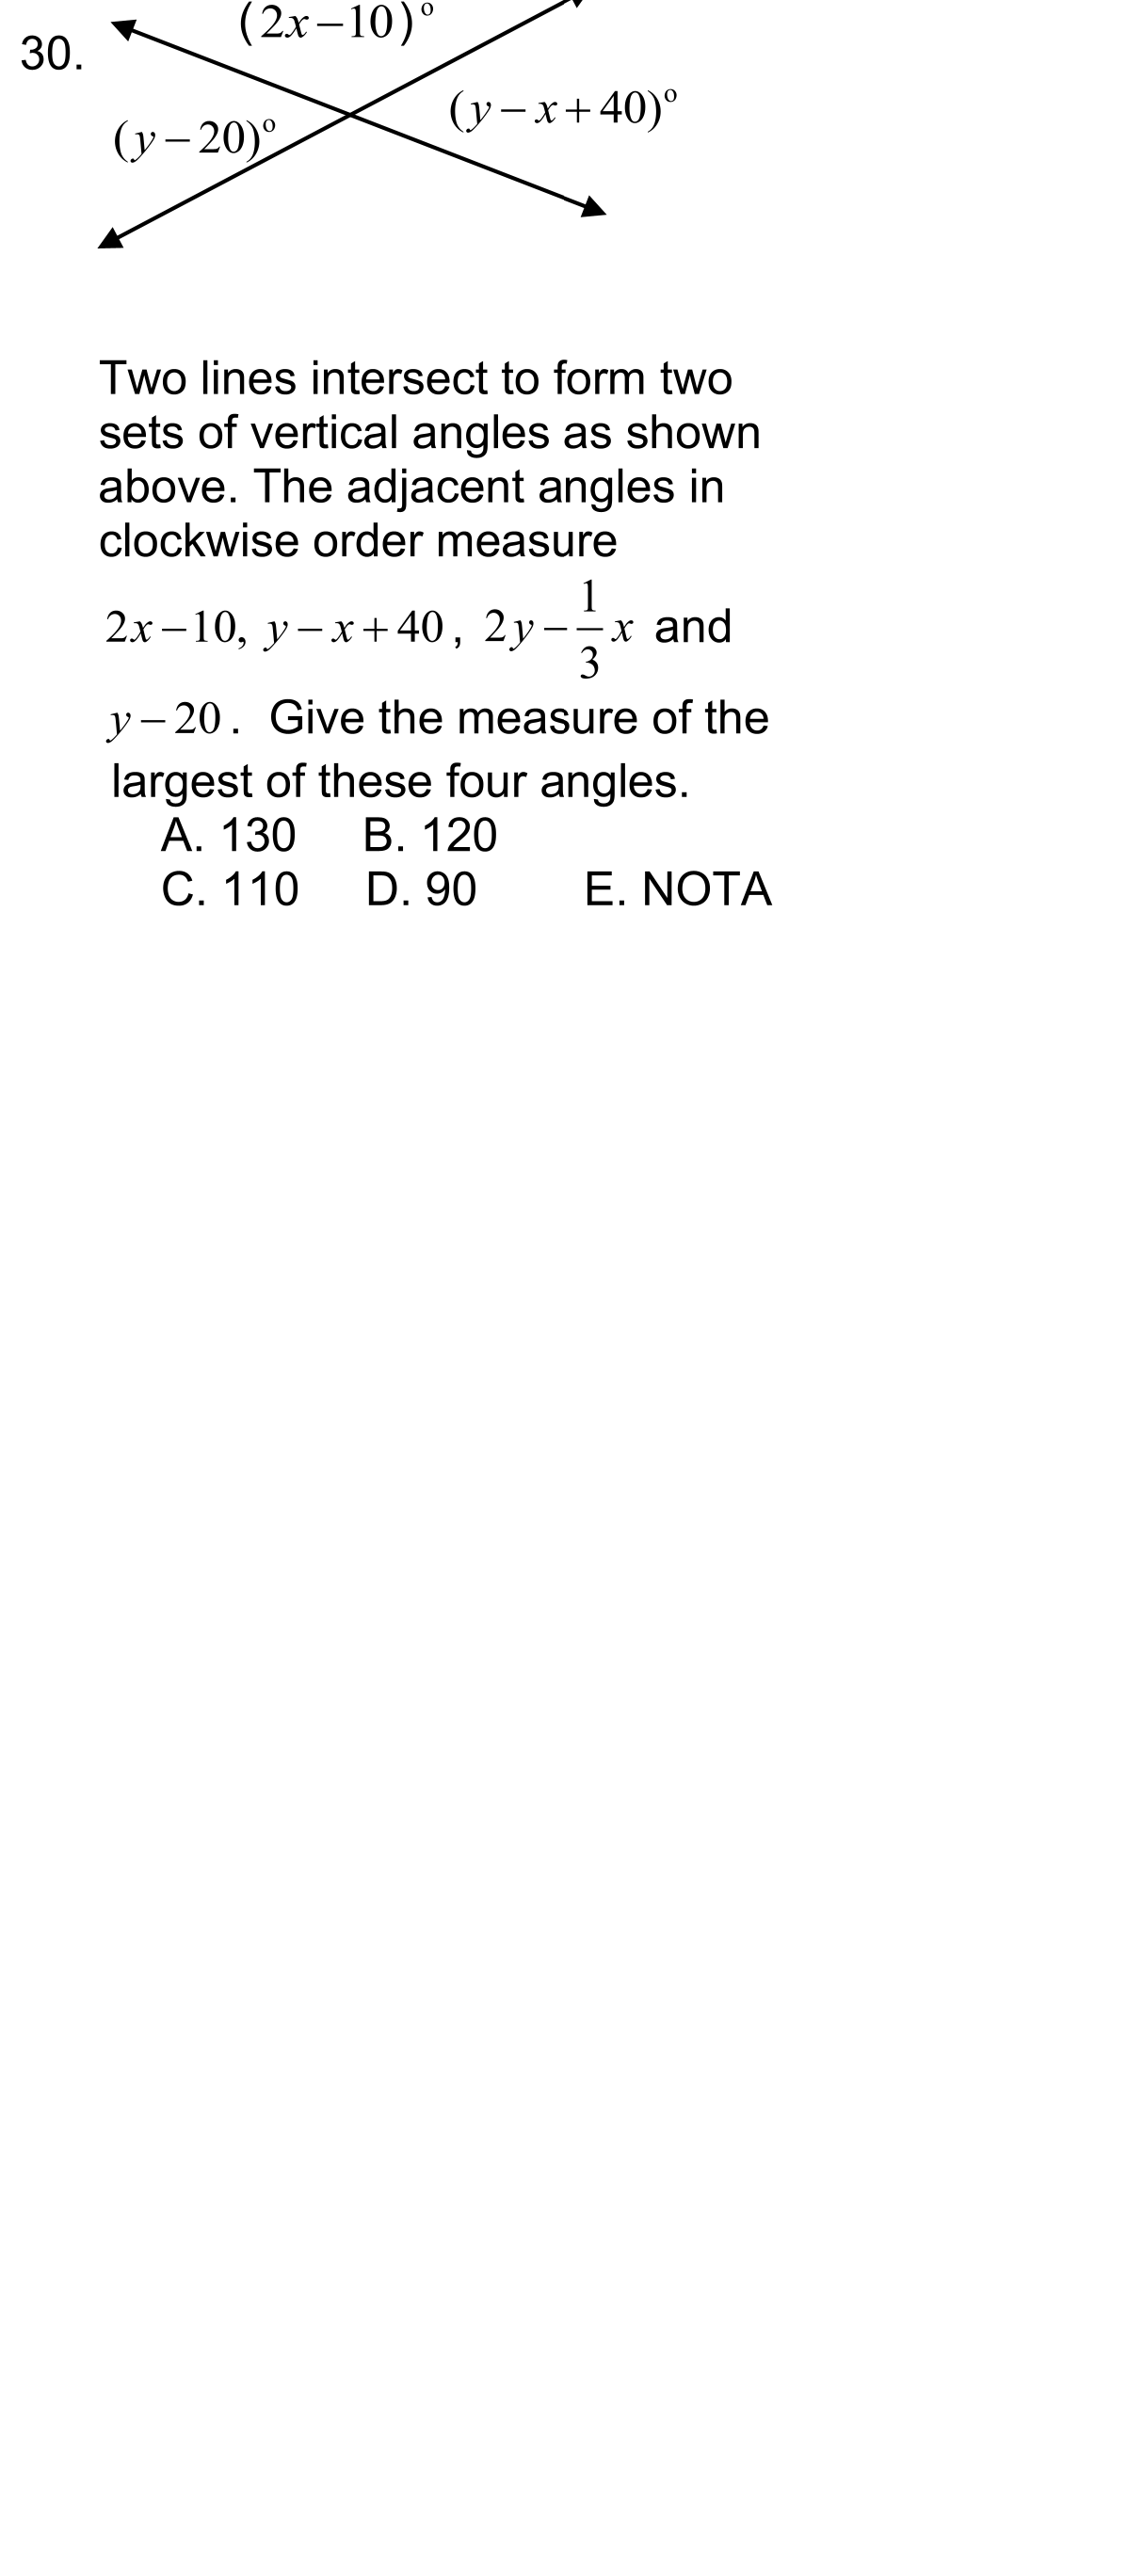 (2x−10)°
30.
(y−x+40)°
(y−20)°
Two lines intersect to form two
sets of vertical angles as shown
above. The adjacent angles in
clockwise order measure
2x−10, y−x+40, 2y−\frac{1}{3}x and
y−20. Give the measure of the
largest of these four angles.
A. 130 B. 120
C. 110 D. 90 E. NOTA